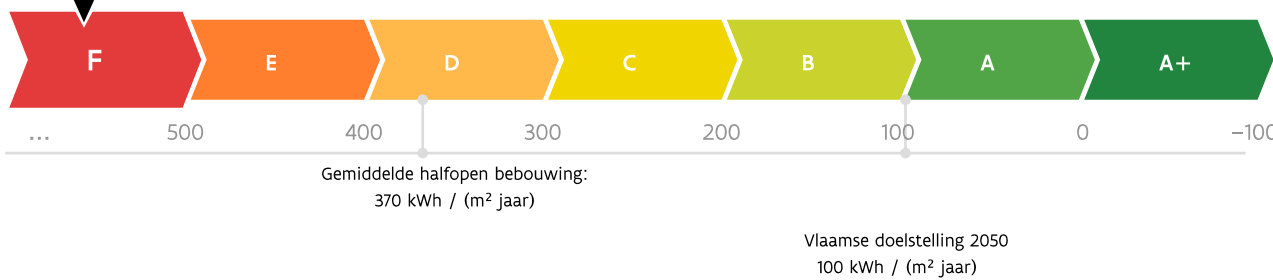 F E D C B A A+
... 500 400 300 200 100 0 −100
Gemiddelde halfopen bebouwing:
370 kWh / (m² jaar)
Vlaamse doelstelling 2050
100 kWh / (m² jaar)